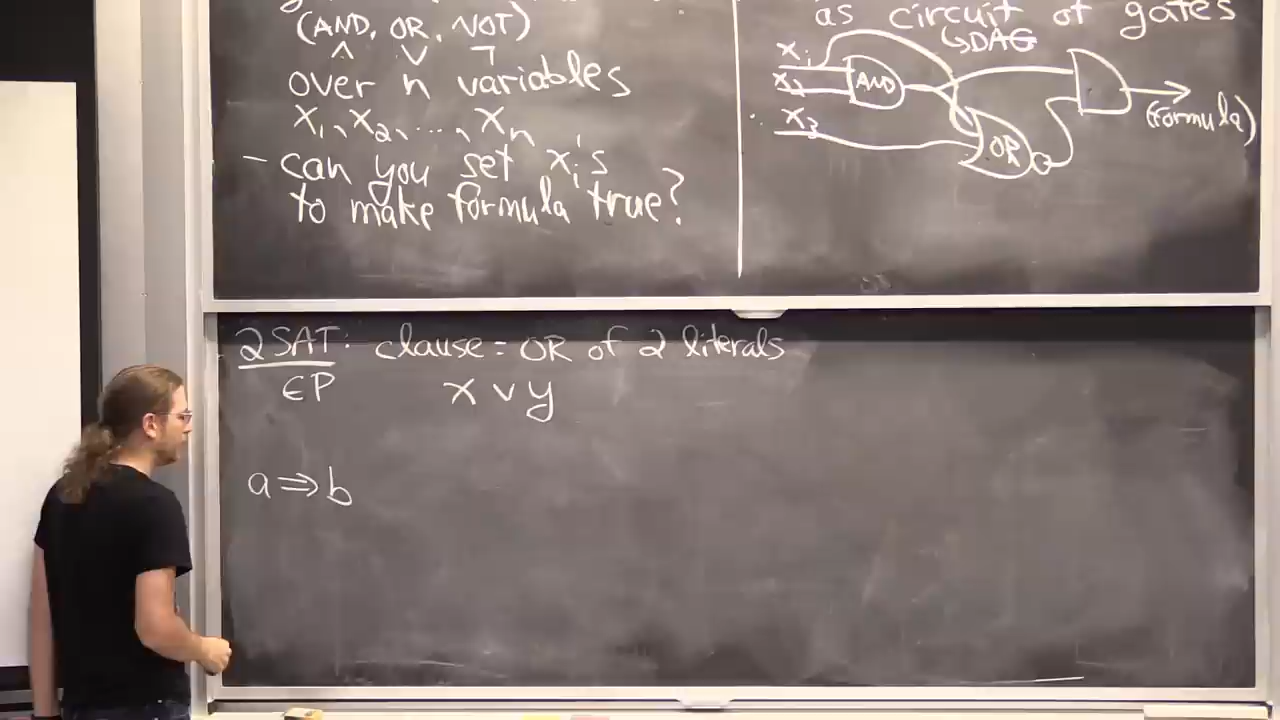 (AND, OR, NOT)
∧ ∨ ¬
over n variables
x₁, x₂, ..., xₙ
- can you set xᵢ's
to make formula true?
as circuit of gates
↳DAG
x₁
x₂
x₃
AND
OR
(formula)
2SAT: clause = OR of 2 literals
∈P x ∨ y
a ⇒ b